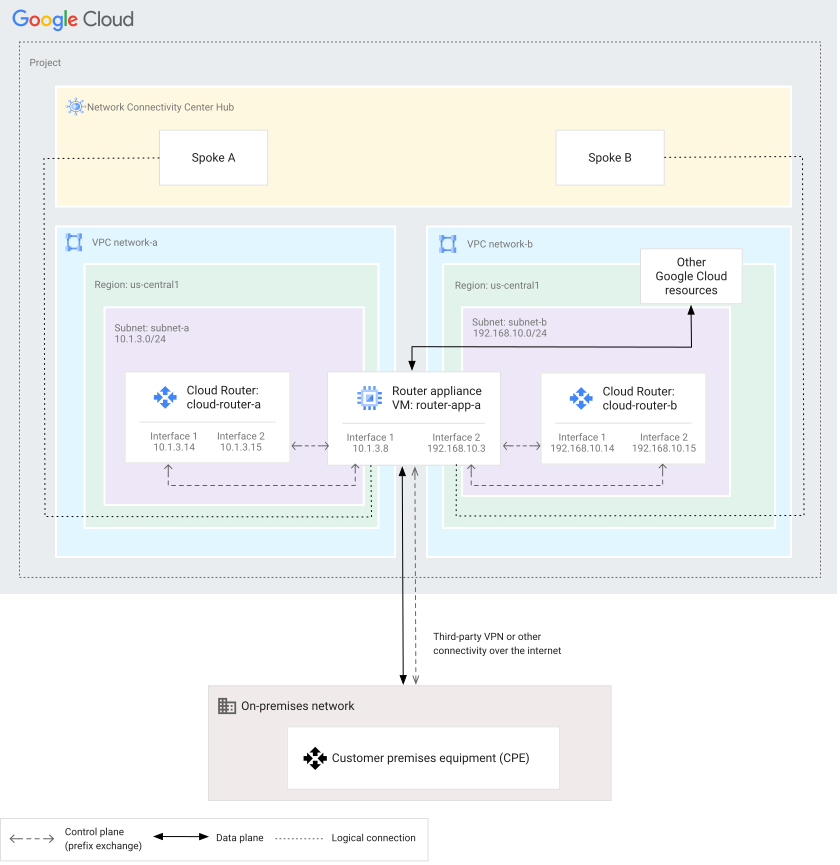 Google Cloud
Project
Network Connectivity Center Hub
Spoke A
Spoke B
VPC network-a
Region: us-central1
Subnet: subnet-a
10.1.3.0/24
Cloud Router:
cloud-router-a
Interface 1
10.1.3.14
Interface 2
10.1.3.15
Router appliance
VM: router-app-a
Interface 1
10.1.3.8
Interface 2
192.168.10.3
VPC network-b
Region: us-central1
Other
Google Cloud
resources
Subnet: subnet-b
192.168.10.0/24
Cloud Router:
cloud-router-b
Interface 1
192.168.10.14
Interface 2
192.168.10.15
Third-party VPN or other
connectivity over the internet
On-premises network
Customer premises equipment (CPE)
Control plane
(prefix exchange)
Data plane
Logical connection